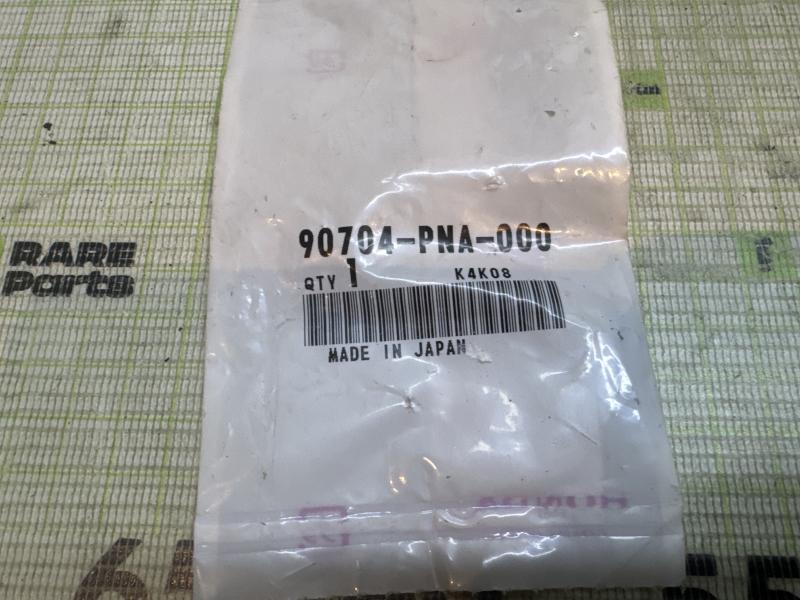 90704-PNA-000
QTY 1 K4K08
MADE IN JAPAN
RARE
Parts